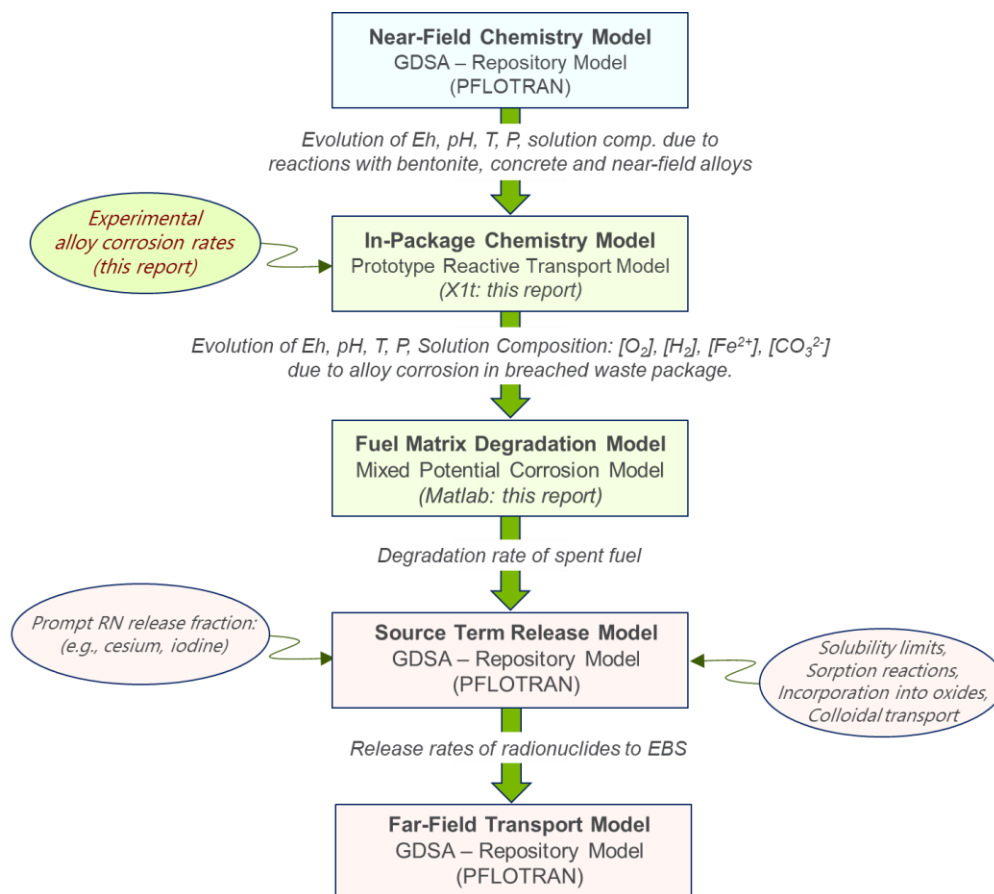 Near-Field Chemistry Model
GDSA – Repository Model
(PFLOTRAN)
Evolution of Eh, pH, T, P, solution comp. due to
reactions with bentonite, concrete and near-field alloys
Experimental
alloy corrosion rates
(this report)
In-Package Chemistry Model
Prototype Reactive Transport Model
(X1t: this report)
Evolution of Eh, pH, T, P, Solution Composition: [O₂], [H₂], [Fe²⁺], [CO₃²⁻]
due to alloy corrosion in breached waste package.
Fuel Matrix Degradation Model
Mixed Potential Corrosion Model
(Matlab: this report)
Degradation rate of spent fuel
Prompt RN release fraction:
(e.g., cesium, iodine)
Source Term Release Model
GDSA – Repository Model
(PFLOTRAN)
Solubility limits,
Sorption reactions,
Incorporation into oxides,
Colloidal transport
Release rates of radionuclides to EBS
Far-Field Transport Model
GDSA – Repository Model
(PFLOTRAN)